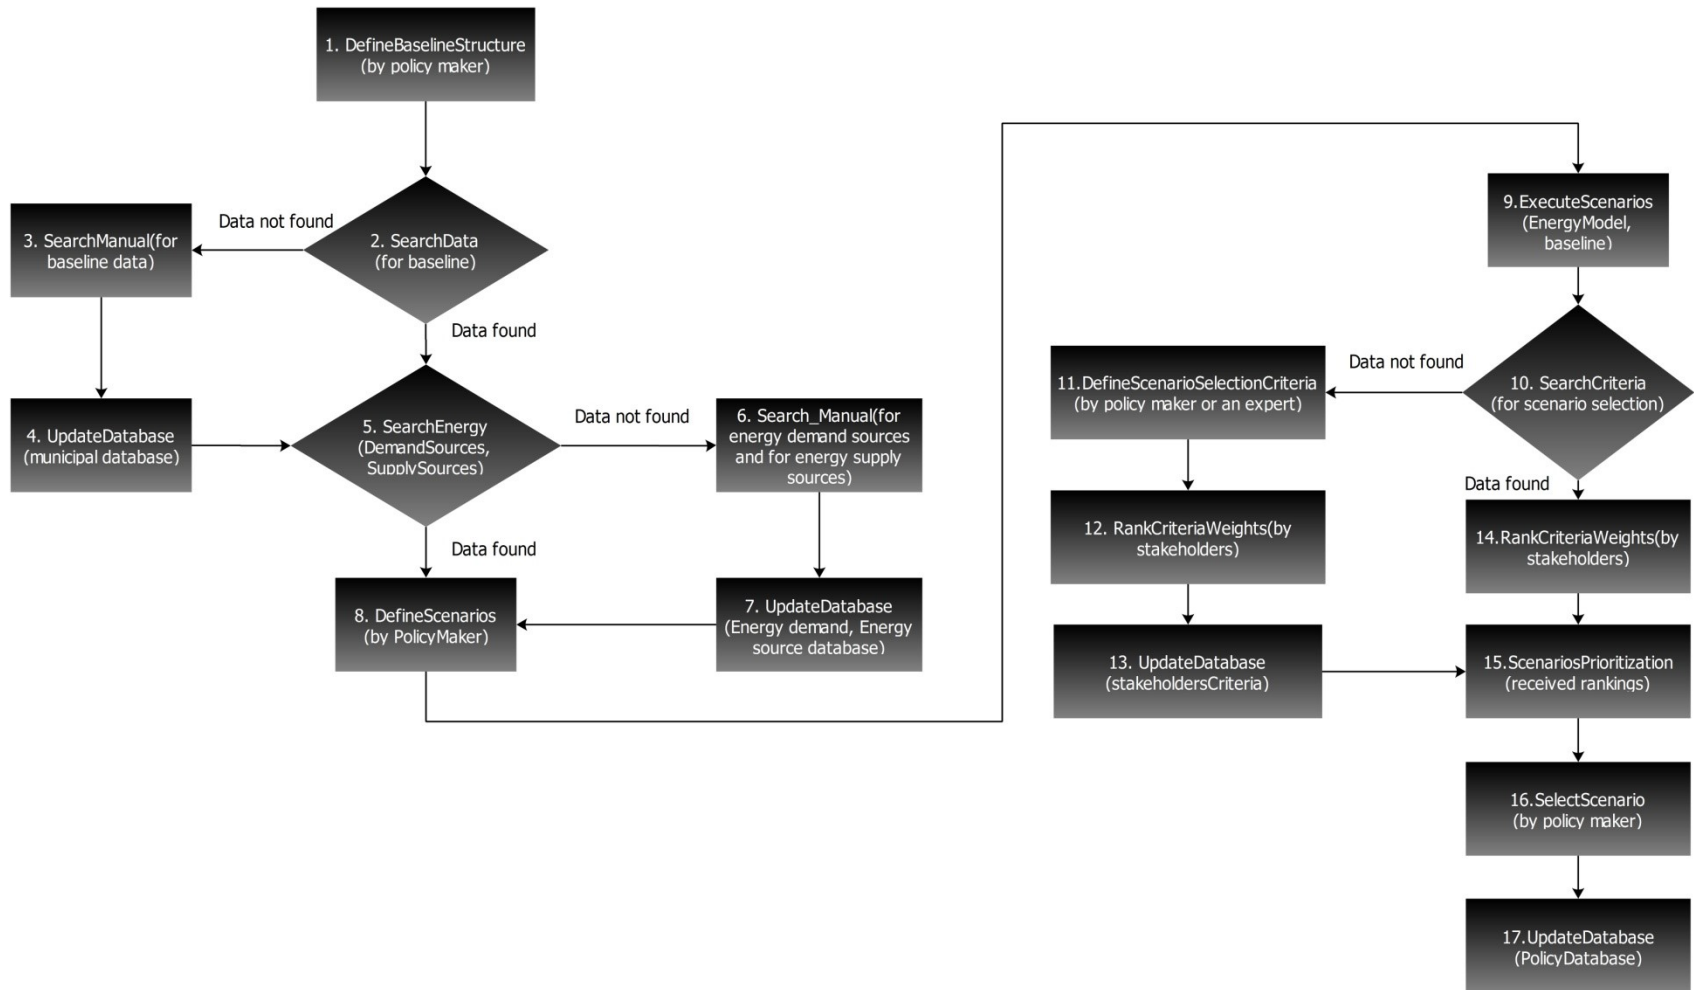 1. DefineBaselineStructure
(by policy maker)
Data not found
2. SearchData
(for baseline)
3. SearchManual(for
baseline data)
Data found
4. UpdateDatabase
(municipal database)
5. SearchEnergy
(DemandSources,
SupplySources)
Data not found
6. Search_Manual(for
energy demand sources
and for energy supply
sources)
Data found
7. UpdateDatabase
(Energy demand, Energy
source database)
8. DefineScenarios
(by PolicyMaker)
9.ExecuteScenarios
(EnergyModel,
baseline)
10. SearchCriteria
(for scenario selection)
Data not found
11.DefineScenarioSelectionCriteria
(by policy maker or an expert)
Data found
12. RankCriteriaWeights(by
stakeholders)
13. UpdateDatabase
(stakeholdersCriteria)
14.RankCriteriaWeights(by
stakeholders)
15.ScenariosPrioritization
(received rankings)
16.SelectScenario
(by policy maker)
17.UpdateDatabase
(PolicyDatabase)